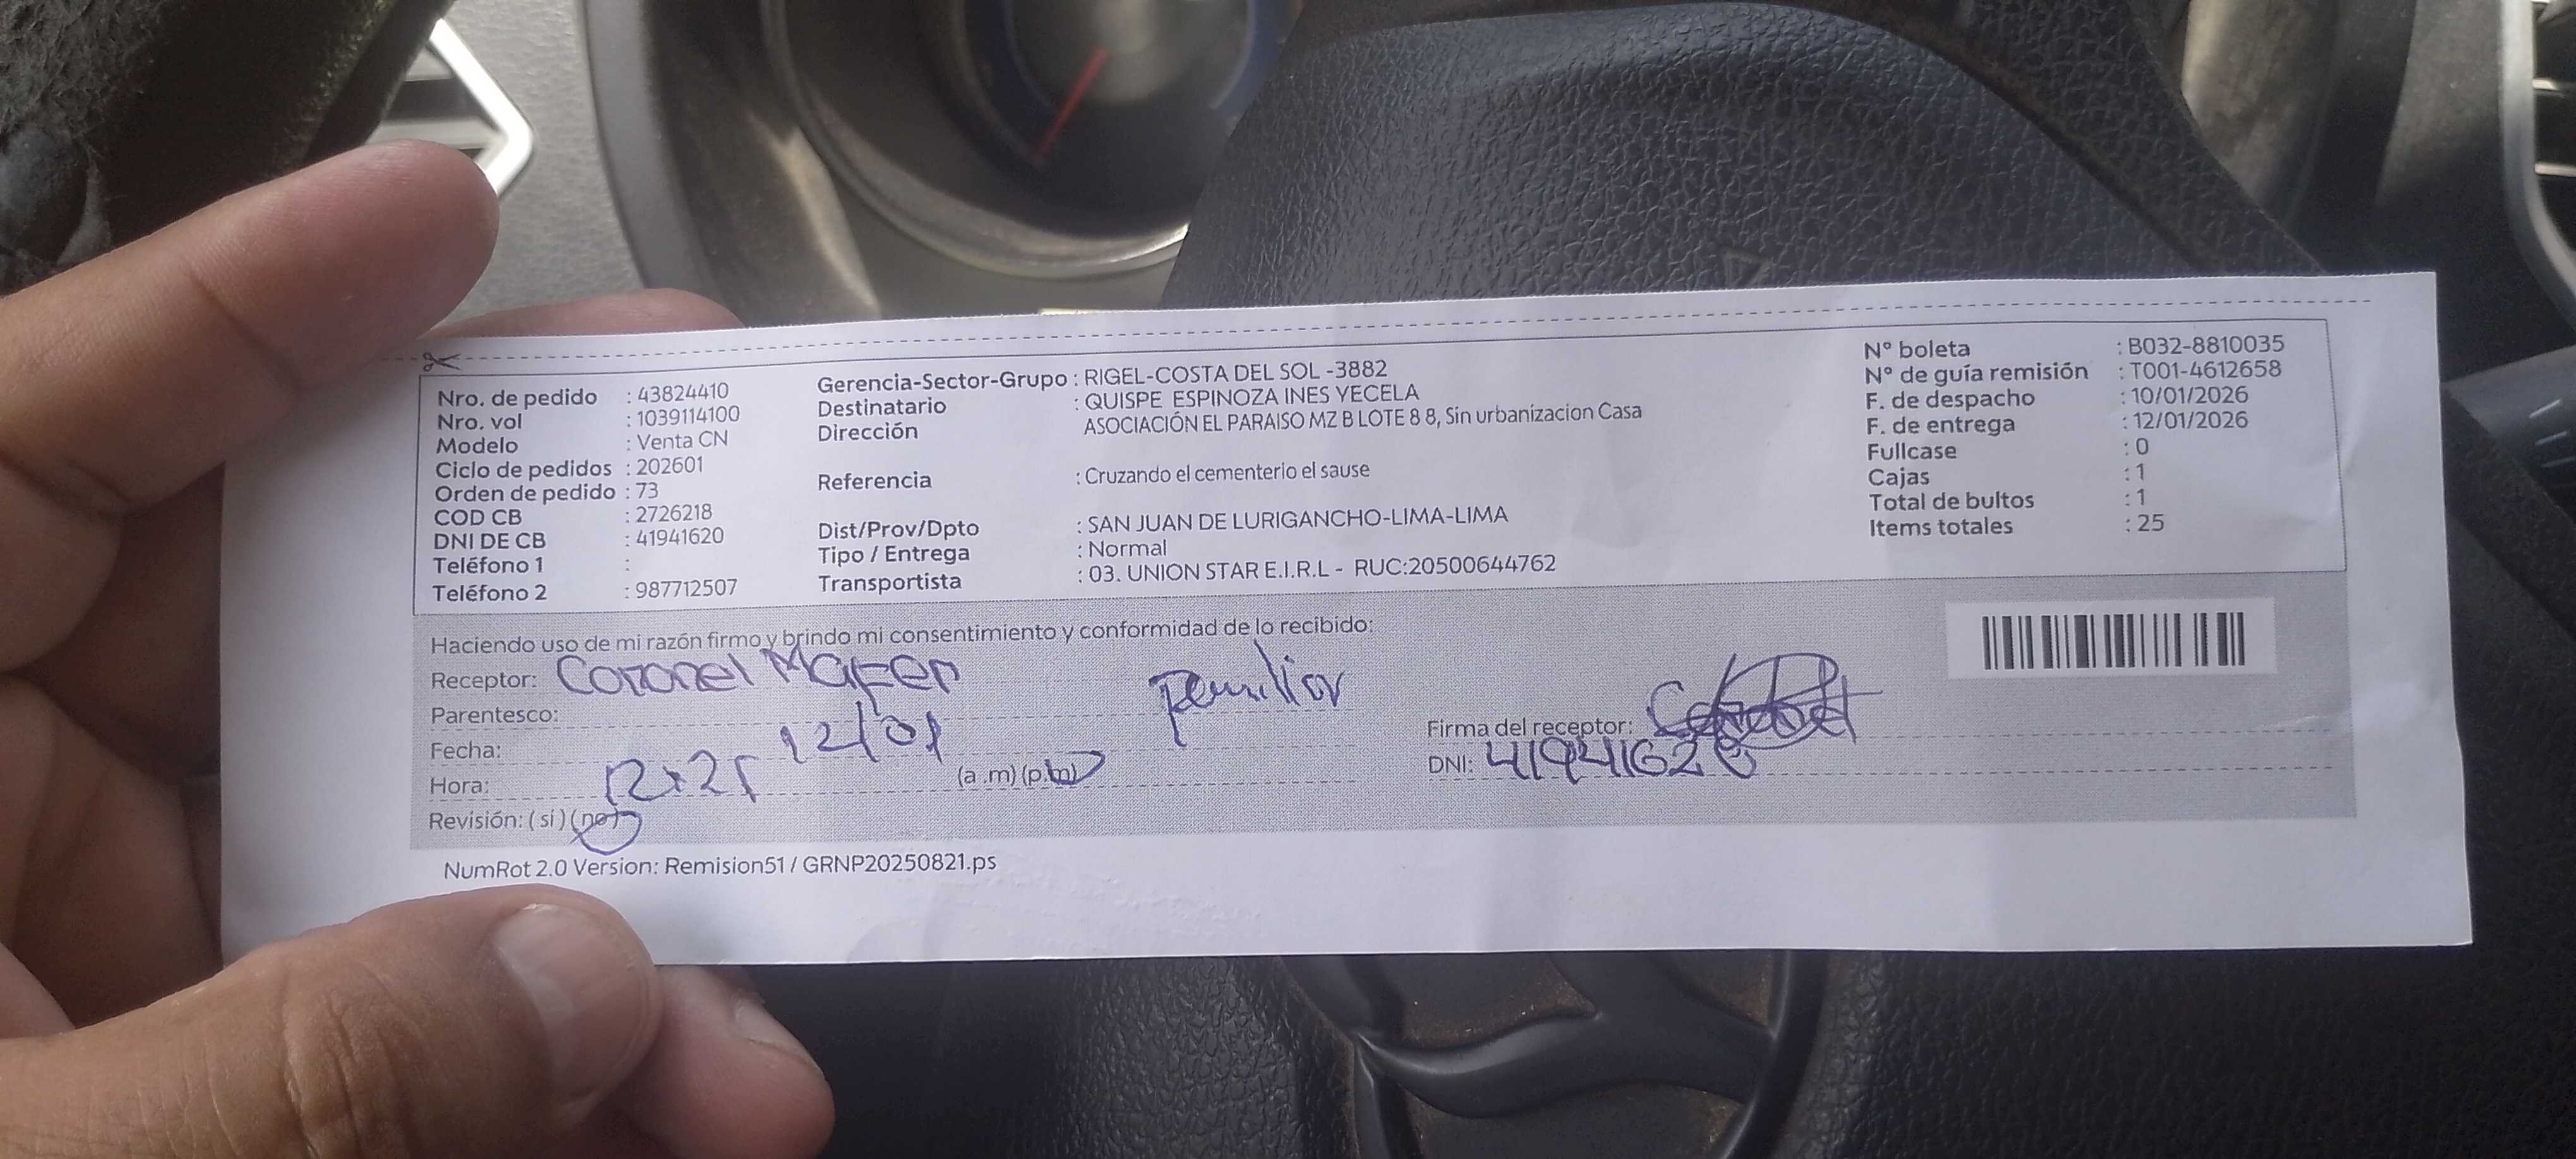 Nro. de pedido : 43824410
Nro. vol : 1039114100
Modelo : Venta CN
Ciclo de pedidos : 202601
Orden de pedido : 73
COD CB : 2726218
DNI DE CB : 41941620
Teléfono 1 :
Teléfono 2 : 987712507
Gerencia-Sector-Grupo : RIGEL-COSTA DEL SOL -3882
Destinatario : QUISPE ESPINOZA INES YECELA
Dirección ASOCIACIÓN EL PARAISO MZ B LOTE 8 8, Sin urbanizacion Casa
Referencia : Cruzando el cementerio el sause
Dist/Prov/Dpto : SAN JUAN DE LURIGANCHO-LIMA-LIMA
Tipo / Entrega : Normal
Transportista : 03. UNION STAR E.I.R.L - RUC:20500644762
N° boleta : B032-8810035
N° de guía remisión : T001-4612658
F. de despacho : 10/01/2026
F. de entrega : 12/01/2026
Fullcase : 0
Cajas : 1
Total de bultos : 1
Items totales : 25
Haciendo uso de mi razón firmo y brindo mi consentimiento y conformidad de lo recibido:
Receptor: Coronel
Parentesco:
Fecha: 12/01
Hora: (a .m) (p.m)
Revisión: ( si ) ( no )
Firma del receptor:
DNI: 41941620
NumRot 2.0 Version: Remision51 / GRNP20250821.ps